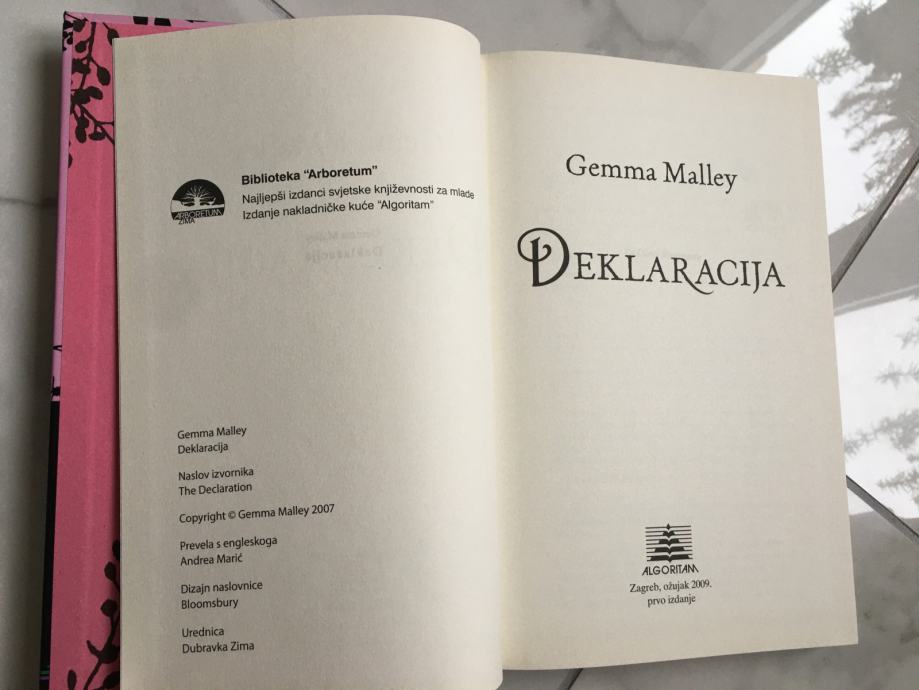 Biblioteka "Arboretum"
Najljepši izdanci svjetske književnosti za mlade
Izdanje nakladničke kuće "Algoritam"
ARBORETUM
ZIMA
Gemma Malley
Deklaracija
Naslov izvornika
The Declaration
Copyright © Gemma Malley 2007
Prevela s engleskoga
Andrea Marić
Dizajn naslovnice
Bloomsbury
Urednica
Dubravka Zima
Gemma Malley
DEKLARACIJA
ALGORITAM
Zagreb, ožujak 2009.
prvo izdanje